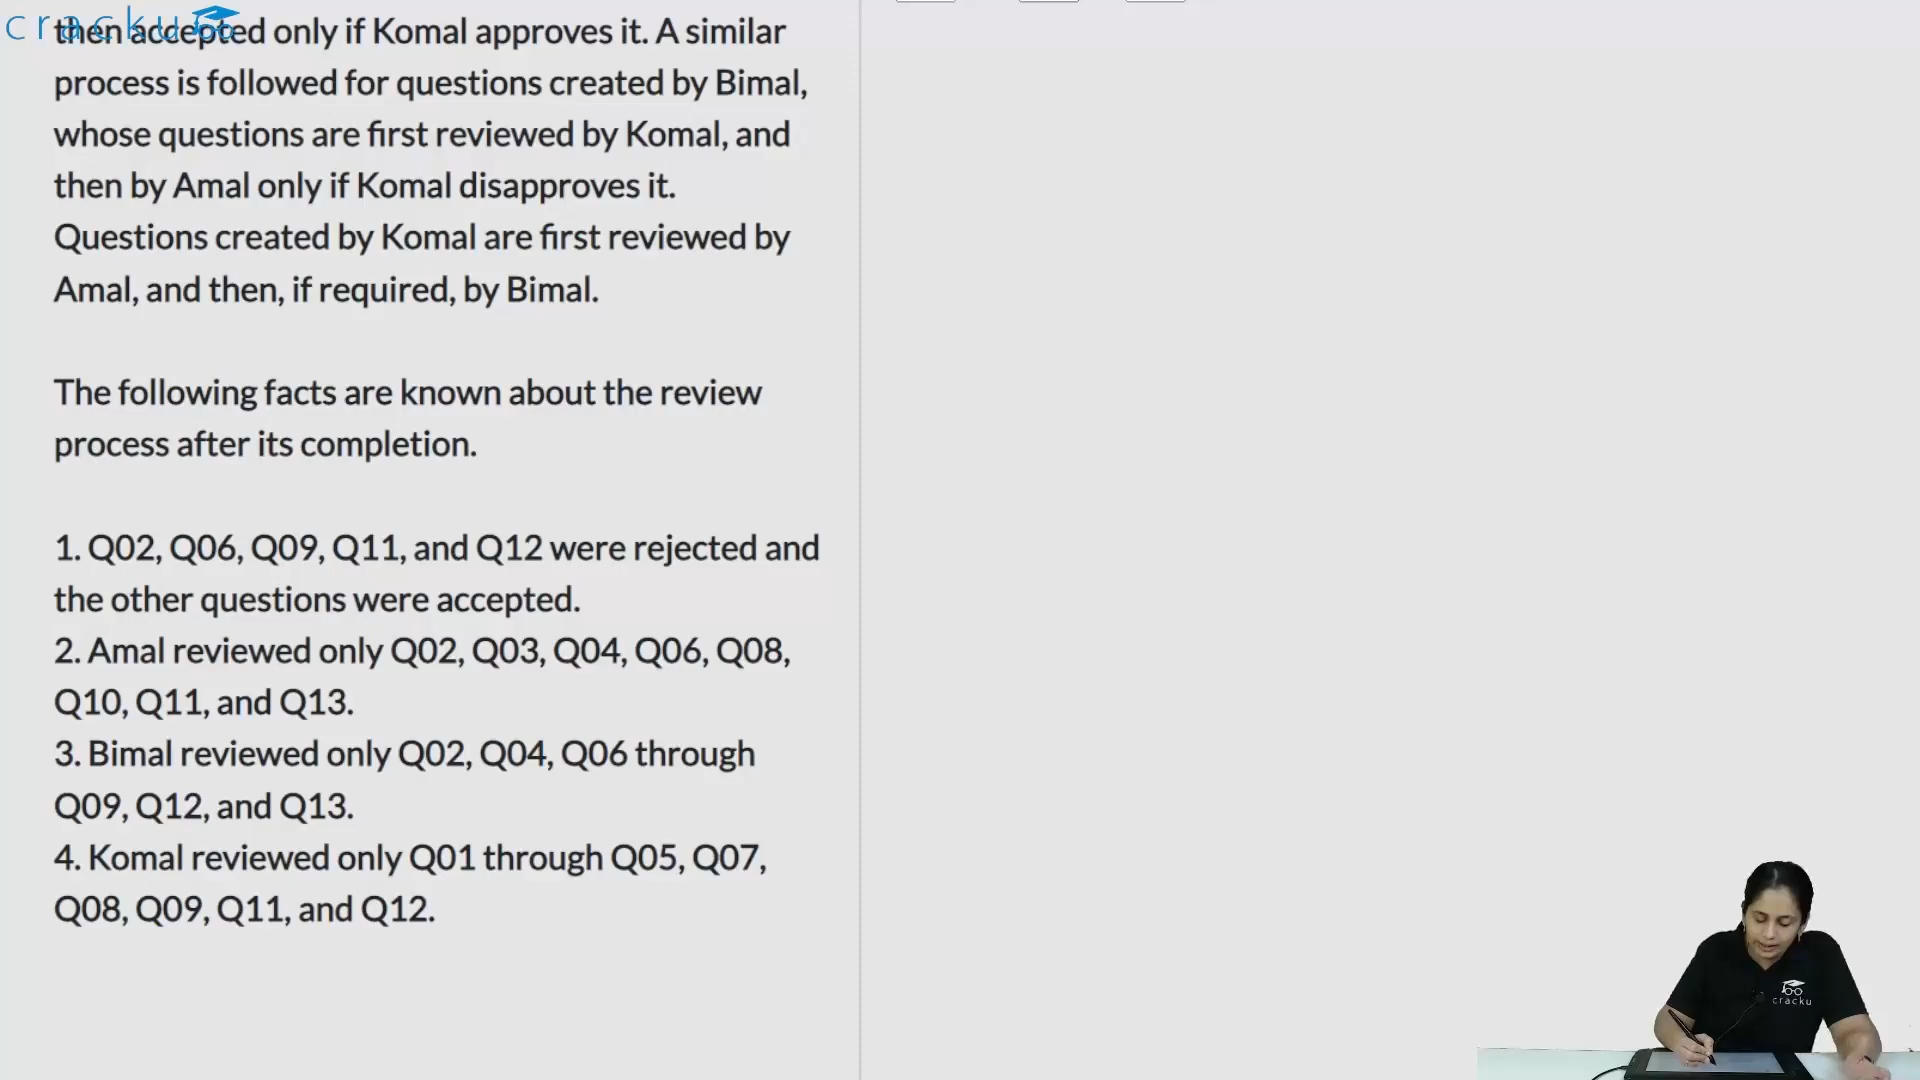 cracku
then accepted only if Komal approves it. A similar
process is followed for questions created by Bimal,
whose questions are first reviewed by Komal, and
then by Amal only if Komal disapproves it.
Questions created by Komal are first reviewed by
Amal, and then, if required, by Bimal.
The following facts are known about the review
process after its completion.
1. Q02, Q06, Q09, Q11, and Q12 were rejected and
the other questions were accepted.
2. Amal reviewed only Q02, Q03, Q04, Q06, Q08,
Q10, Q11, and Q13.
3. Bimal reviewed only Q02, Q04, Q06 through
Q09, Q12, and Q13.
4. Komal reviewed only Q01 through Q05, Q07,
Q08, Q09, Q11, and Q12.
cracku